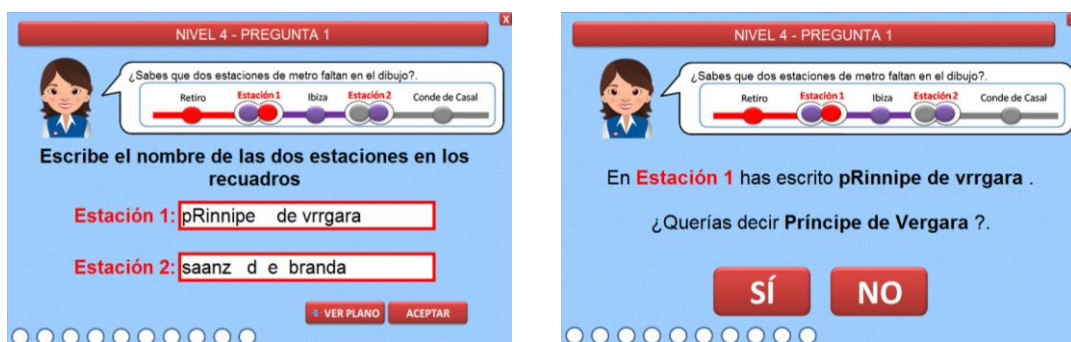 X
NIVEL 4 - PREGUNTA 1
¿Sabes que dos estaciones de metro faltan en el dibujo?.
Retiro Estación 1 Ibiza Estación 2 Conde de Casal
Escribe el nombre de las dos estaciones en los
recuadros
Estación 1: pRinnipe de vrrgara
Estación 2: saanz d e branda
+ VER PLANO ACEPTAR
NIVEL 4 - PREGUNTA 1
¿Sabes que dos estaciones de metro faltan en el dibujo?.
Retiro Estación 1 Ibiza Estación 2 Conde de Casal
En Estación 1 has escrito pRinnipe de vrrgara .
¿Querías decir Príncipe de Vergara ?.
SÍ NO